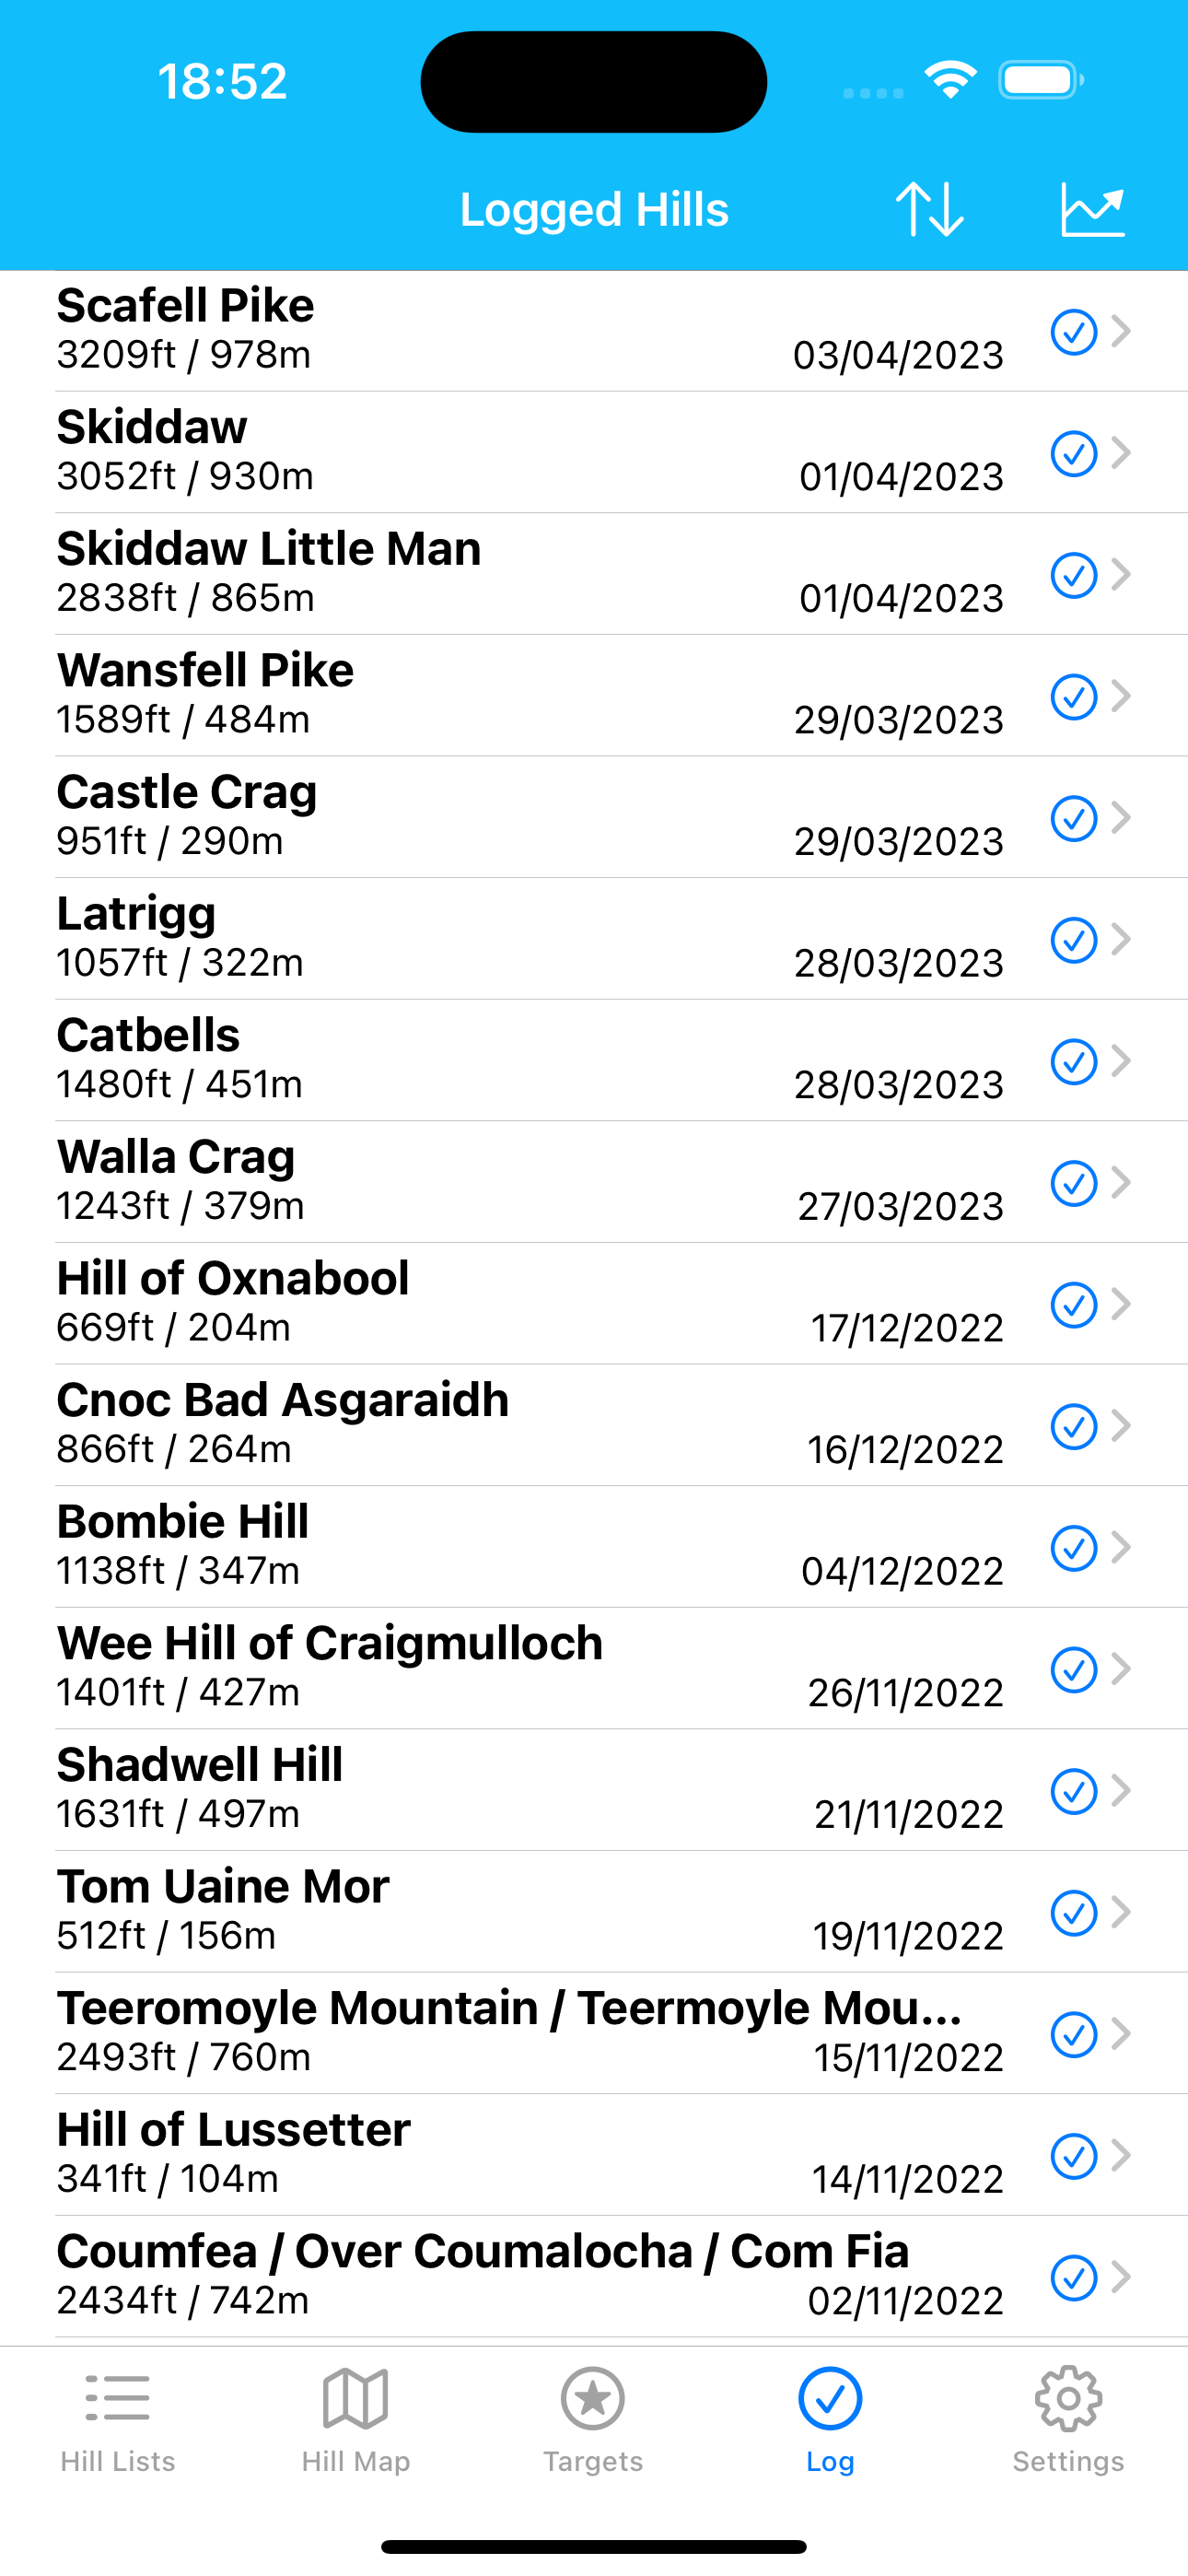 18:52
Logged Hills
Scafell Pike
3209ft / 978m 03/04/2023
Skiddaw
3052ft / 930m 01/04/2023
Skiddaw Little Man
2838ft / 865m 01/04/2023
Wansfell Pike
1589ft / 484m 29/03/2023
Castle Crag
951ft / 290m 29/03/2023
Latrigg
1057ft / 322m 28/03/2023
Catbells
1480ft / 451m 28/03/2023
Walla Crag
1243ft / 379m 27/03/2023
Hill of Oxnabool
669ft / 204m 17/12/2022
Cnoc Bad Asgaraidh
866ft / 264m 16/12/2022
Bombie Hill
1138ft / 347m 04/12/2022
Wee Hill of Craigmulloch
1401ft / 427m 26/11/2022
Shadwell Hill
1631ft / 497m 21/11/2022
Tom Uaine Mor
512ft / 156m 19/11/2022
Teeromoyle Mountain / Teermoyle Mou...
2493ft / 760m 15/11/2022
Hill of Lussetter
341ft / 104m 14/11/2022
Coumfea / Over Coumalocha / Com Fia
2434ft / 742m 02/11/2022
Hill Lists Hill Map Targets Log Settings